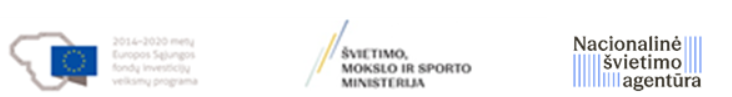 2014–2020 metų
Europos Sąjungos
fondų investicijų
veiksmų programa
ŠVIETIMO,
MOKSLO IR SPORTO
MINISTERIJA
Nacionalinė
švietimo
agentūra